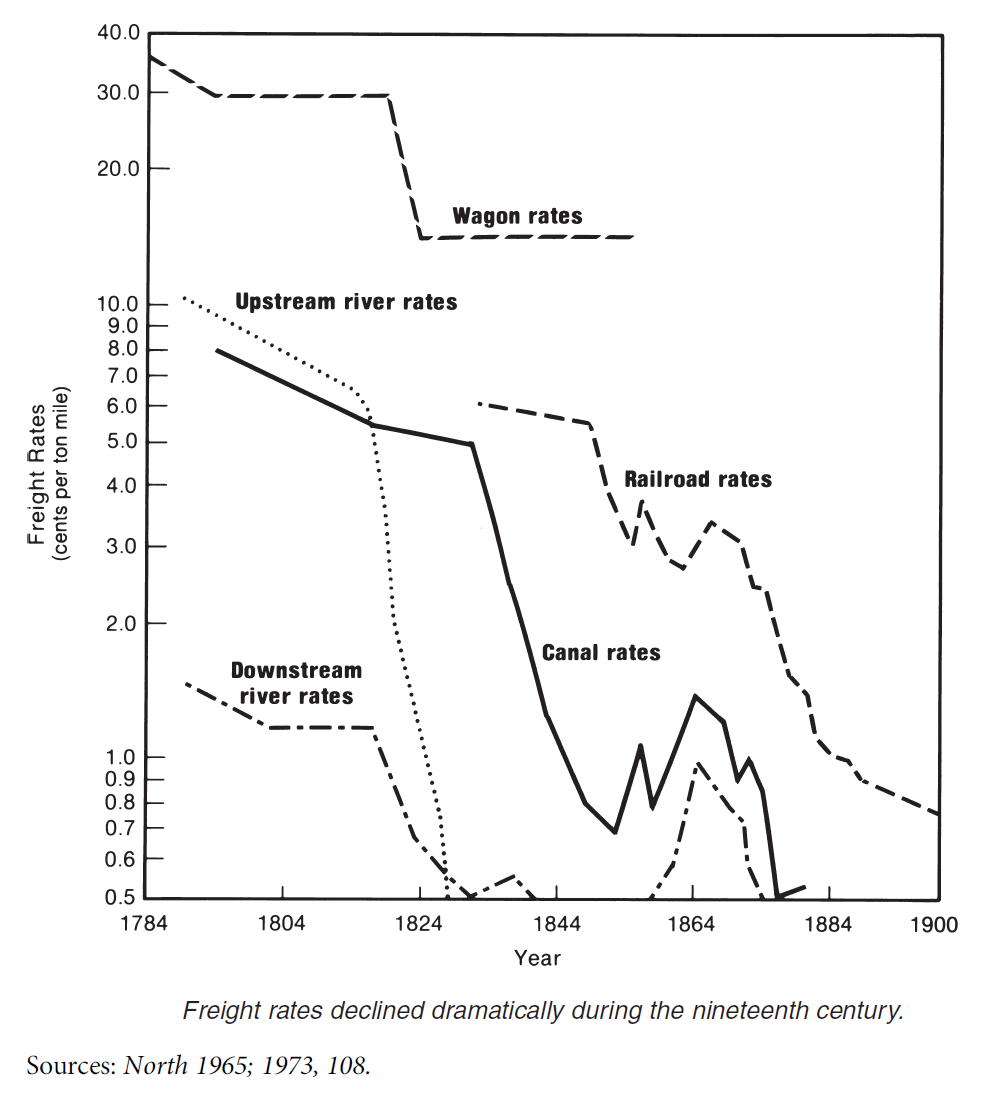 40.0
30.0
20.0
Wagon rates
10.0
9.0
8.0
7.0
6.0
5.0
4.0
3.0
2.0
1.0
0.9
0.8
0.7
0.6
0.5
Upstream river rates
Railroad rates
Canal rates
Downstream
river rates
Freight Rates
(cents per ton mile)
1784 1804 1824 1844 1864 1884 1900
Year
Freight rates declined dramatically during the nineteenth century.
Sources: North 1965; 1973, 108.